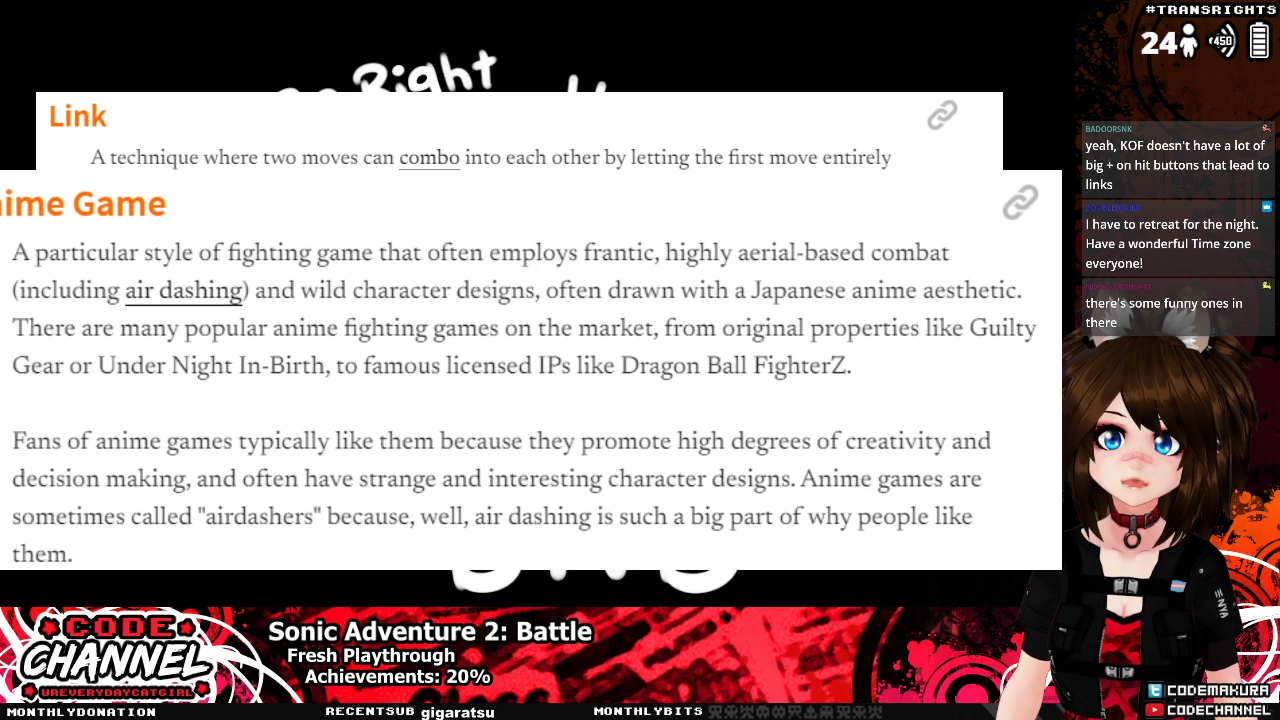 #TRANSRIGHTS
24
450
Right
Link
A technique where two moves can combo into each other by letting the first move entirely
ime Game
A particular style of fighting game that often employs frantic, highly aerial-based combat
(including air dashing) and wild character designs, often drawn with a Japanese anime aesthetic.
There are many popular anime fighting games on the market, from original properties like Guilty
Gear or Under Night In-Birth, to famous licensed IPs like Dragon Ball FighterZ.
Fans of anime games typically like them because they promote high degrees of creativity and
decision making, and often have strange and interesting character designs. Anime games are
sometimes called "airdashers" because, well, air dashing is such a big part of why people like
them.
BADOORSNK
yeah, KOF doesn't have a lot of
big + on hit buttons that lead to
links
I have to retreat for the night.
Have a wonderful Time zone
everyone!
there's some funny ones in
there
NYA
CODE
CHANNEL
UREVERYDAYCATGIRL
Sonic Adventure 2: Battle
Fresh Playthrough
Achievements: 20%
MONTHLYDONATION
RECENTSUB gigaratsu
MONTHLYBITS
CODEMAKURA
CODECHANNEL